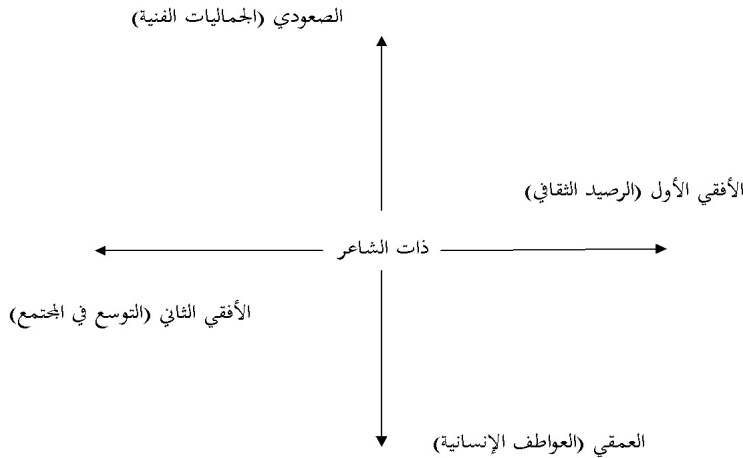 الصعودي (الجماليات الفنية)
الأفقي الأول (الرصيد الثقافي)
ذات الشاعر
الأفقي الثاني (التوسع في المجتمع)
العمقي (العواطف الإنسانية)